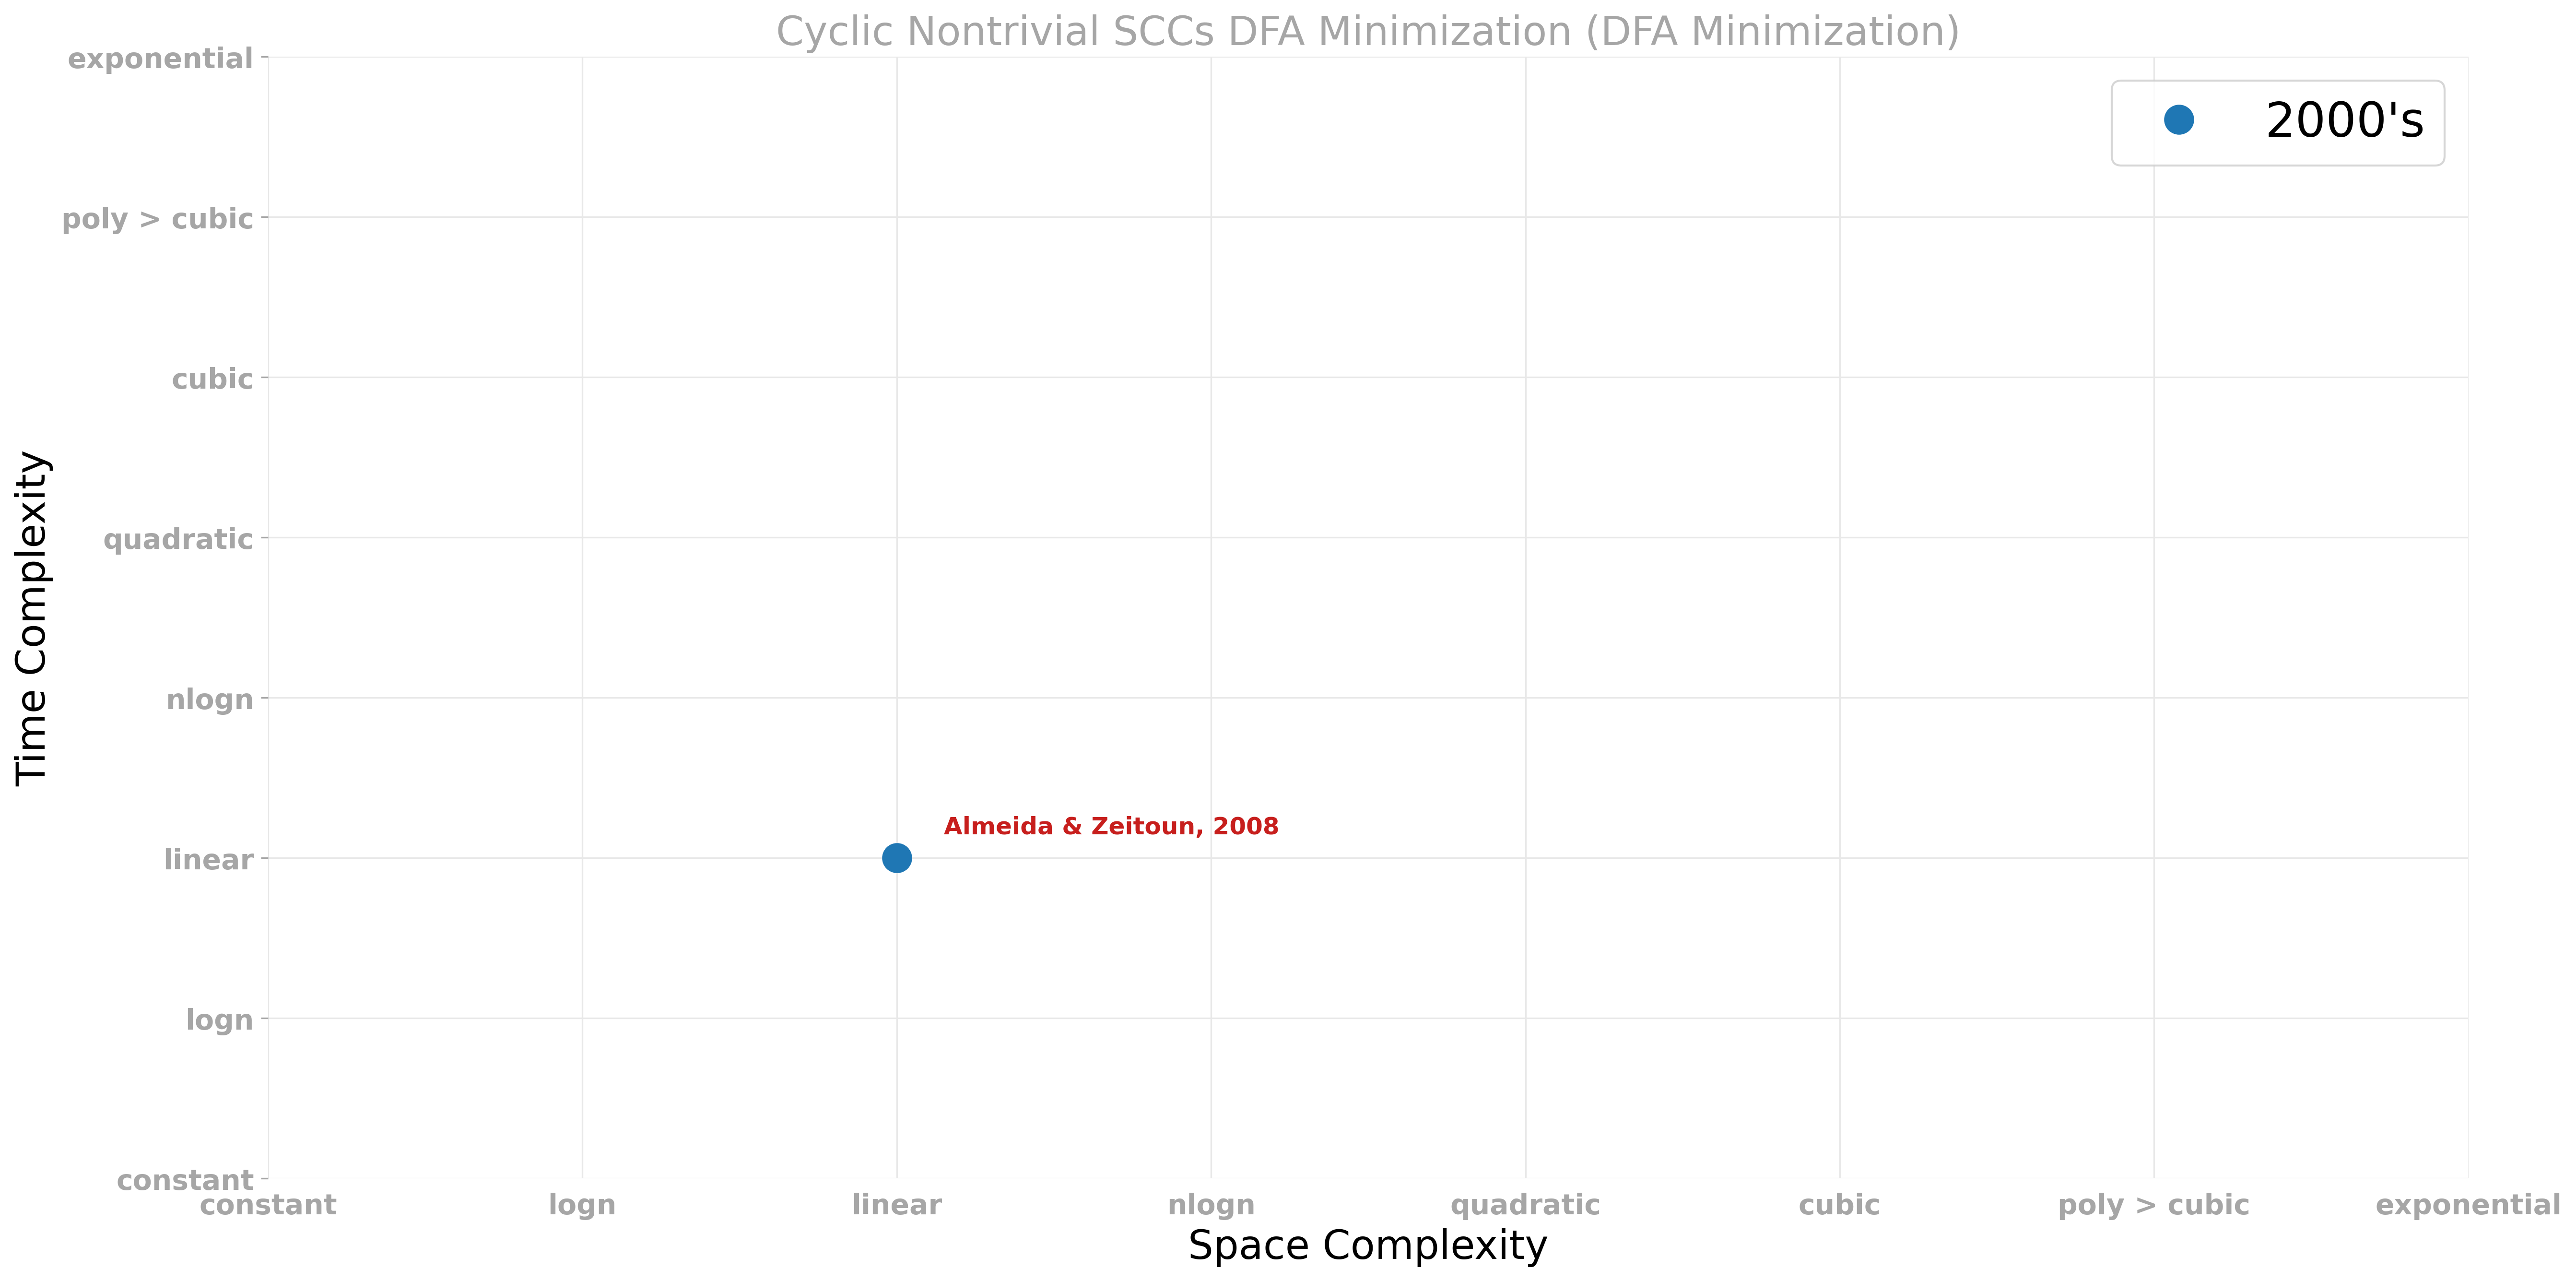 Cyclic Nontrivial SCCs DFA Minimization (DFA Minimization)
2000's
Time Complexity
exponential
poly > cubic
cubic
quadratic
nlogn
linear
logn
constant
Almeida & Zeitoun, 2008
constant
logn
linear
nlogn
quadratic
cubic
poly > cubic
exponential
Space Complexity